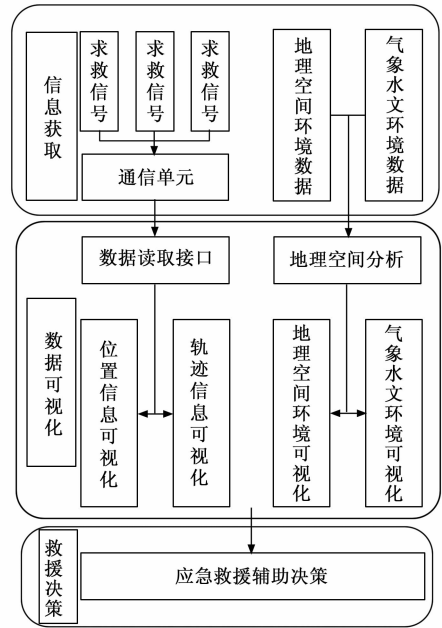 信息获取
求救信号
求救信号
求救信号
地理空间环境数据
气象水文环境数据
通信单元
数据读取接口
地理空间分析
数据可视化
位置信息可视化
轨迹信息可视化
地理空间环境可视化
气象水文环境可视化
救援决策
应急救援辅助决策